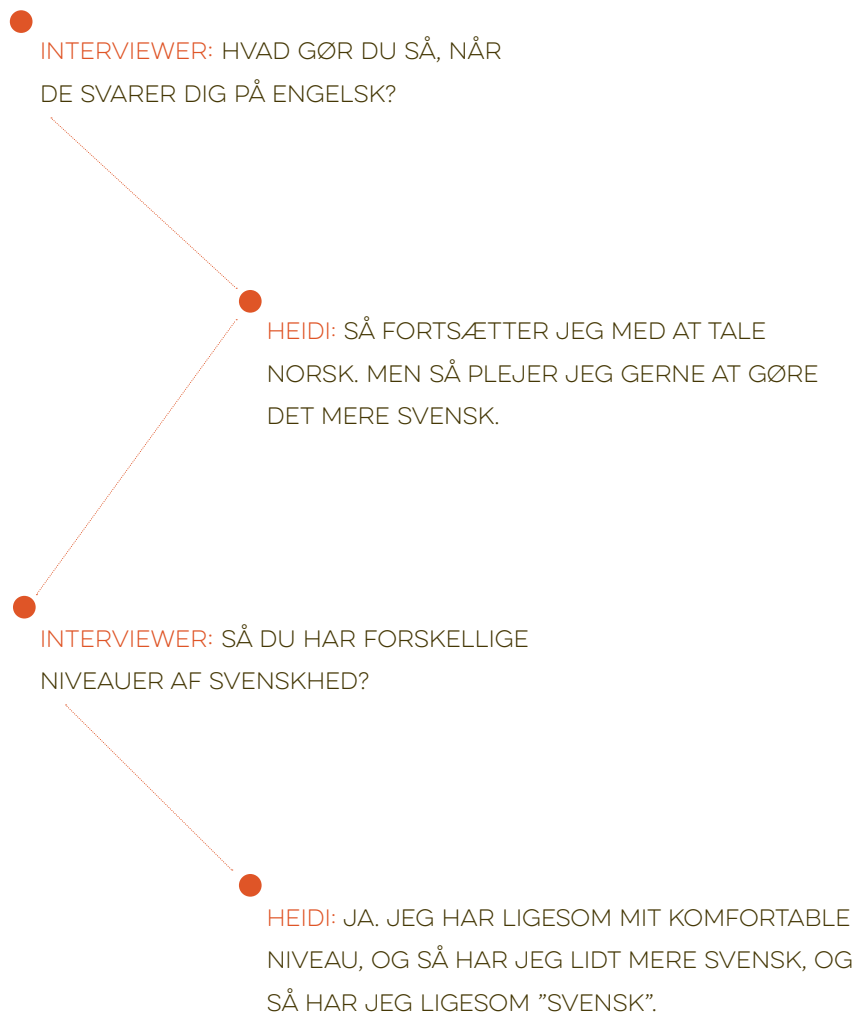 INTERVIEWER: HVAD GØR DU SÅ, NÅR
DE SVARER DIG PÅ ENGELSK?
HEIDI: SÅ FORTSÆTTER JEG MED AT TALE
NORSK. MEN SÅ PLEJER JEG GERNE AT GØRE
DET MERE SVENSK.
INTERVIEWER: SÅ DU HAR FORSKELLIGE
NIVEAUER AF SVENSKHED?
HEIDI: JA. JEG HAR LIGESOM MIT KOMFORTABLE
NIVEAU, OG SÅ HAR JEG LIDT MERE SVENSK, OG
SÅ HAR JEG LIGESOM ”SVENSK”.